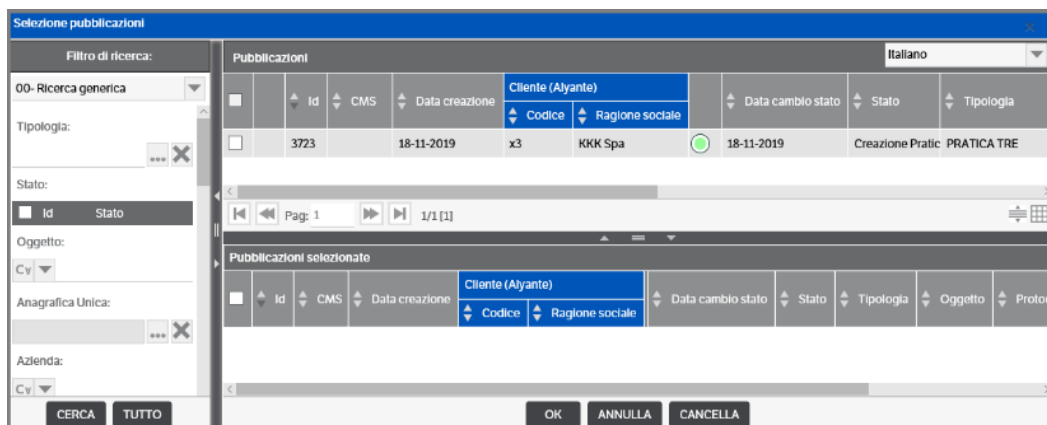 Selezione pubblicazioni
Filtro di ricerca:
00- Ricerca generica
Tipologia:
...
Stato:
Id Stato
Oggetto:
C∀
Anagrafica Unica:
...
Azienda:
C∀
CERCA TUTTO
Pubblicazioni
Italiano
Id CMS Data creazione Cliente (Alyante) Codice Ragione sociale Data cambio stato Stato Tipologia
3723 18-11-2019 x3 KKK Spa 18-11-2019 Creazione Pratic PRATICA TRE
Pag: 1 1/1 [1]
Pubblicazioni selezionate
Id CMS Data creazione Cliente (Alyante) Codice Ragione sociale Data cambio stato Stato Tipologia Oggetto Proto
OK ANNULLA CANCELLA